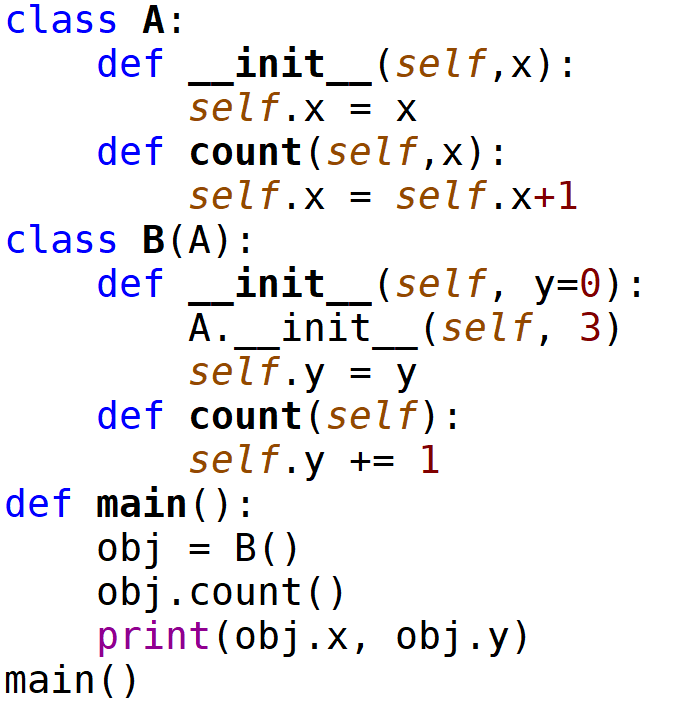 class A:
    def __init__(self,x):
        self.x = x
    def count(self,x):
        self.x = self.x+1
class B(A):
    def __init__(self, y=0):
        A.__init__(self, 3)
        self.y = y
    def count(self):
        self.y += 1
def main():
    obj = B()
    obj.count()
    print(obj.x, obj.y)
main()